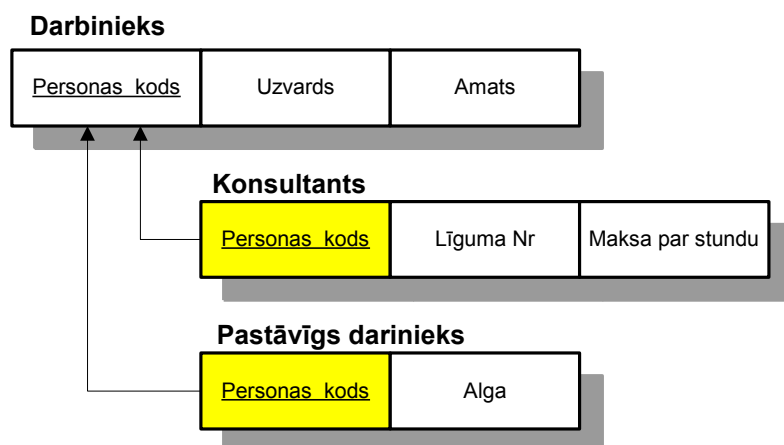 Darbinieks
Personas kods Uzvards Amats
Konsultants
Personas kods Līguma Nr Maksa par stundu
Pastāvīgs darinieks
Personas kods Alga